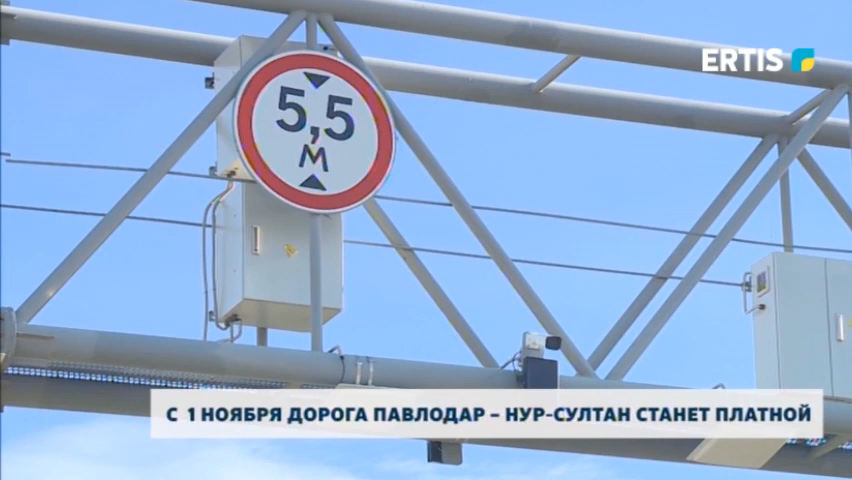 ERTIS
5,5
М
С 1 НОЯБРЯ ДОРОГА ПАВЛОДАР – НУР-СУЛТАН СТАНЕТ ПЛАТНОЙ